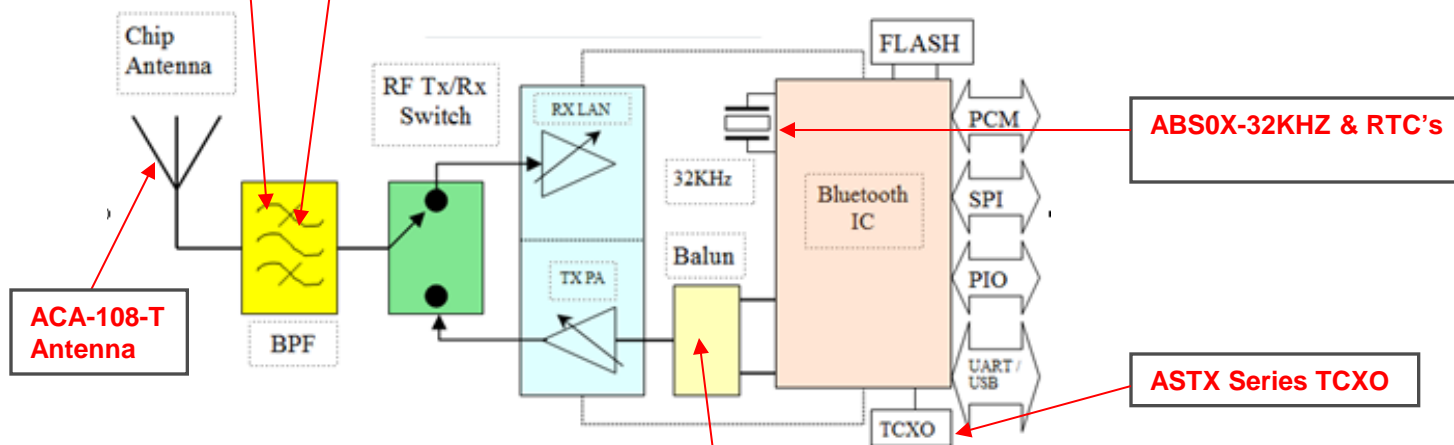 Chip
Antenna
RF Tx/Rx
Switch
RX LAN
FLASH
PCM
ABS0X-32KHZ & RTC's
32KHz
Bluetooth
IC
SPI
Balun
TX PA
PIO
ACA-108-T
Antenna
BPF
UART /
USB
ASTX Series TCXO
TCXO